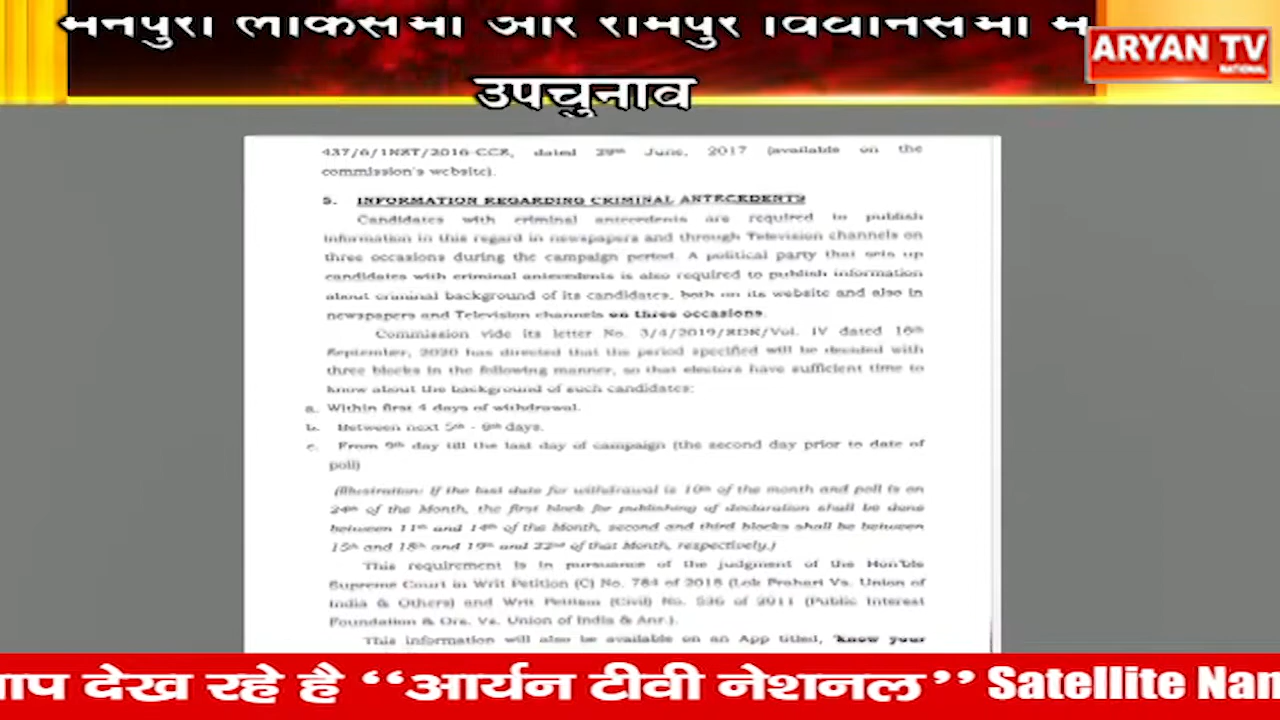 मैनपुरी लोकसभा और रामपुर विधानसभा में
उपचुनाव
ARYAN TV
NATIONAL
437/6/1NST/2016-CCS, dated 29th June, 2017 (available on the
commission's website).
5. INFORMATION REGARDING CRIMINAL ANTECEDENTS
Candidates with criminal antecedents are required to publish
information in this regard in newspapers and through Television channels on
three occasions during the campaign period. A political party that sets up
candidates with criminal antecedents is also required to publish information
about criminal background of its candidates, both on its website and also in
newspapers and Television channels on three occasions.
Commission vide its letter No. 3/4/2019/SDR/Vol. IV dated 16th
September, 2020 has directed that the period specified will be decided with
three blocks in the following manner, so that electors have sufficient time to
know about the background of such candidates:
a. Within first 4 days of withdrawal.
b. Between next 5th - 8th days.
c. From 9th day till the last day of campaign (the second day prior to date of
poll)
(Illustration: If the last date for withdrawal is 10th of the month and poll is on
24th of the Month, the first block for publishing of declaration shall be done
between 11th and 14th of the Month, second and third blocks shall be between
15th and 18th and 19th and 22nd of that Month, respectively.)
This requirement is in pursuance of the judgment of the Hon'ble
Supreme Court in Writ Petition (C) No. 784 of 2015 (Lok Prahari Vs. Union of
India & Others) and Writ Petition (Civil) No. 536 of 2011 (Public Interest
Foundation & Ors. Vs. Union of India & Anr.).
This information will also be available on an App titled, 'know your
आप देख रहे है “आर्यन टीवी नेशनल” Satellite Nam